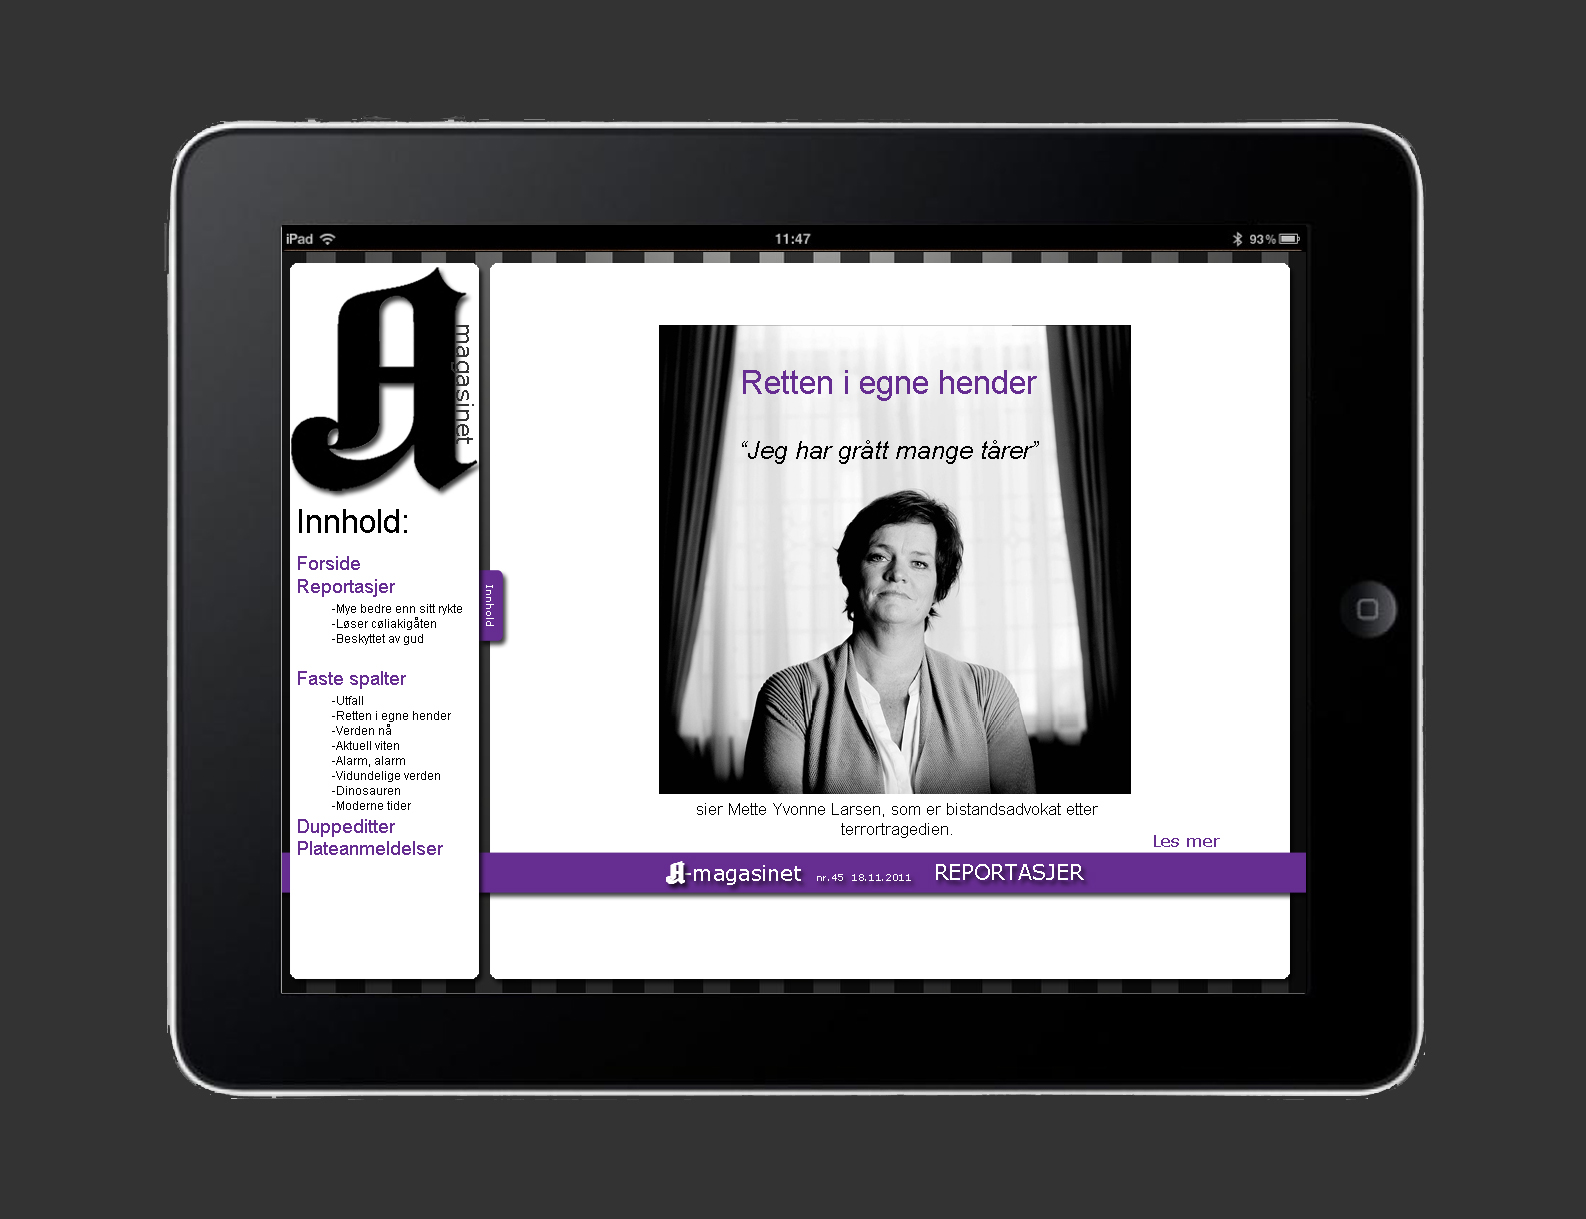 iPad
11:47
93%
A
magasinet
Innhold:
Forside
Reportasjer
-Mye bedre enn sitt rykte
-Løser cøliakigåten
-Beskyttet av gud
Faste spalter
-Utfall
-Retten i egne hender
-Verden nå
-Aktuell viten
-Alarm, alarm
-Vidundelige verden
-Dinosauren
-Moderne tider
Duppeditter
Plateanmeldelser
Innhold
Retten i egne hender
“Jeg har grått mange tårer”
sier Mette Yvonne Larsen, som er bistandsadvokat etter
terrortragedien.
Les mer
A-magasinet nr.45 18.11.2011 REPORTASJER